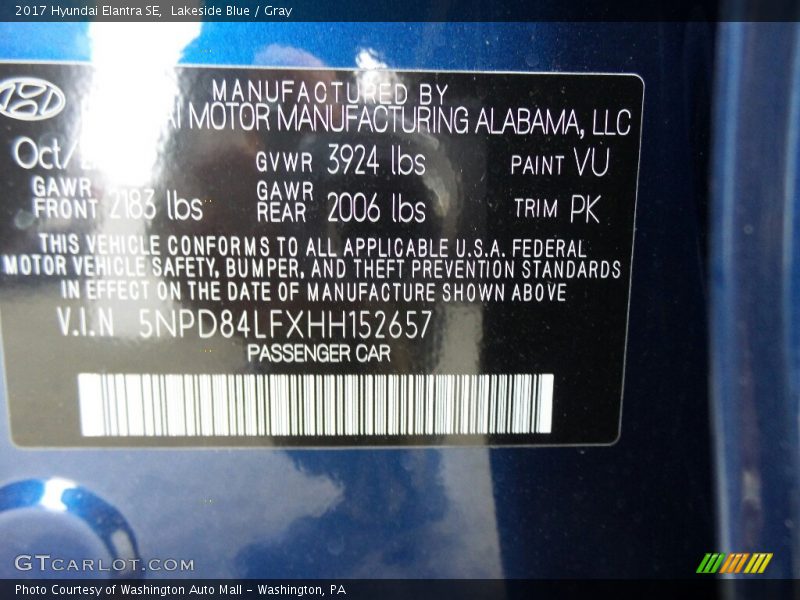 2017 Hyundai Elantra SE, Lakeside Blue / Gray
MANUFACTURED BY
MOTOR MANUFACTURING ALABAMA, LLC
Oct/
GVWR 3924 lbs
PAINT VU
GAWR FRONT 2183 lbs
GAWR REAR 2006 lbs
TRIM PK
THIS VEHICLE CONFORMS TO ALL APPLICABLE U.S.A. FEDERAL
MOTOR VEHICLE SAFETY, BUMPER, AND THEFT PREVENTION STANDARDS
IN EFFECT ON THE DATE OF MANUFACTURE SHOWN ABOVE
V.I.N 5NPD84LFXHH152657
PASSENGER CAR
GTCARLOT.COM
Photo Courtesy of Washington Auto Mall - Washington, PA